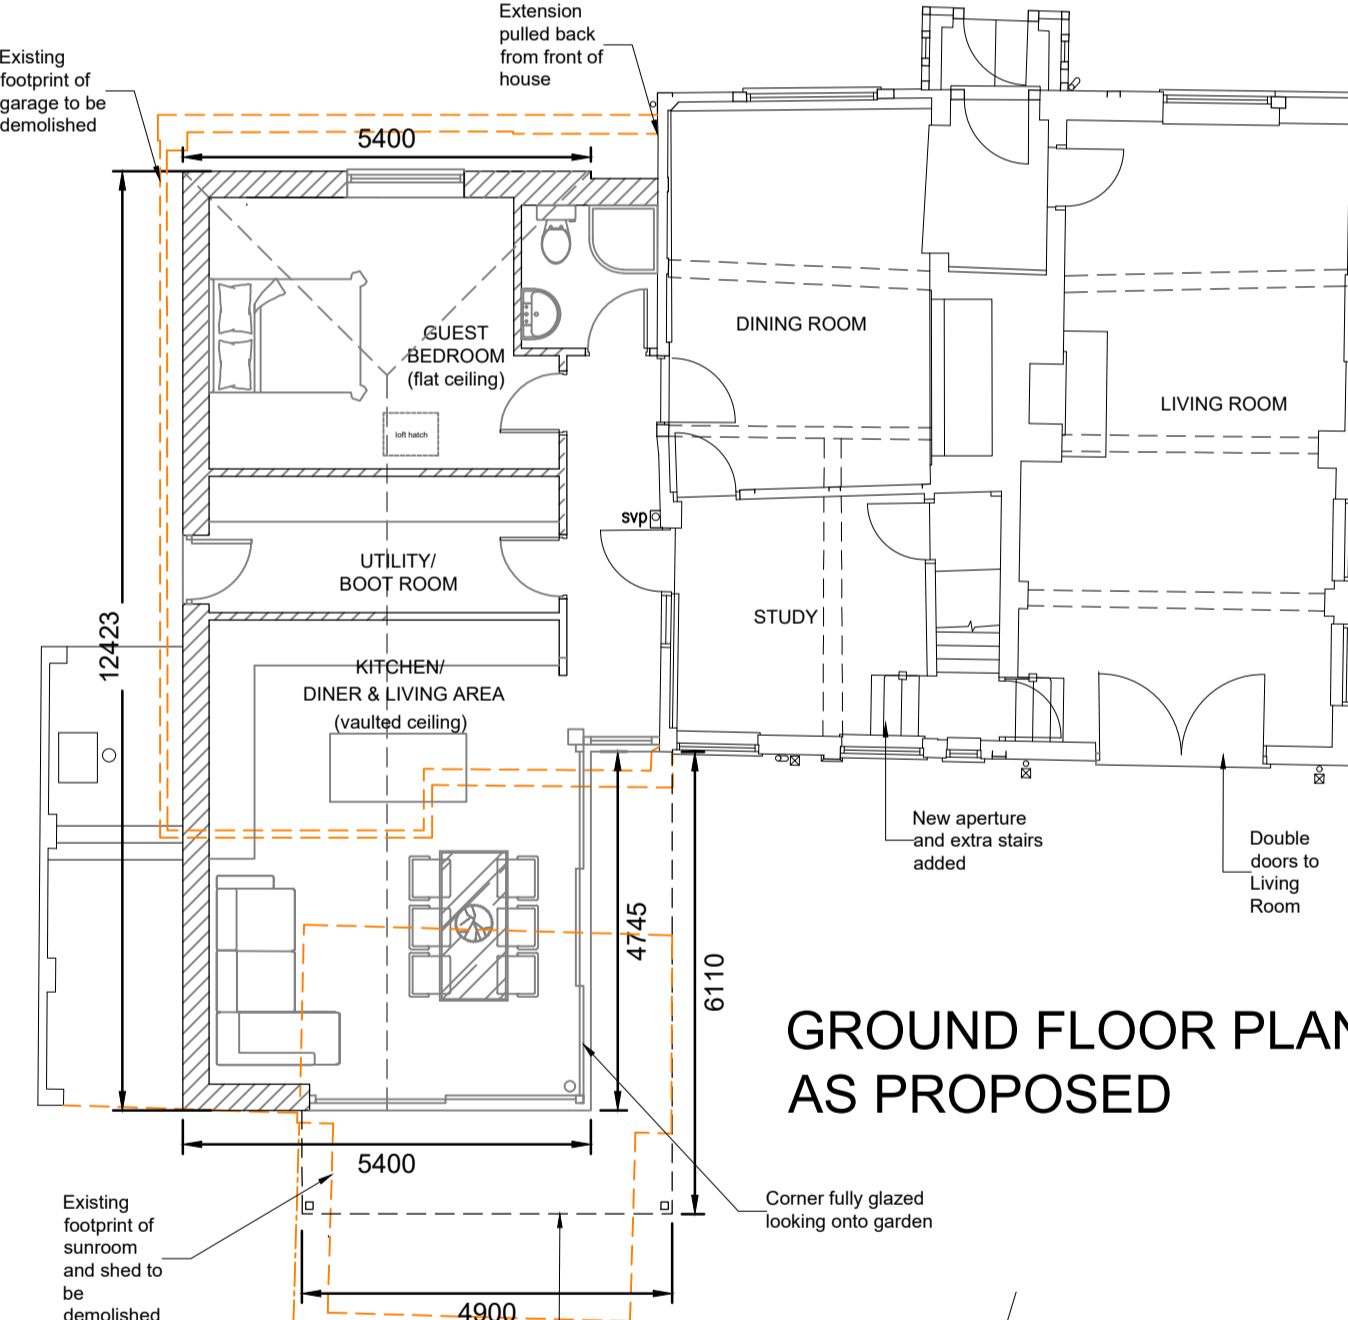 Extension
pulled back
from front of
house
Existing
footprint of
garage to be
demolished
5400
GUEST
BEDROOM
(flat ceiling)
loft hatch
DINING ROOM
LIVING ROOM
svp
UTILITY/
BOOT ROOM
STUDY
12423
KITCHEN/
DINER & LIVING AREA
(vaulted ceiling)
New aperture
and extra stairs
added
Double
doors to
Living
Room
4745
6110
GROUND FLOOR PLAN
AS PROPOSED
5400
Existing
footprint of
sunroom
and shed to
be
demolished
Corner fully glazed
looking onto garden
4900